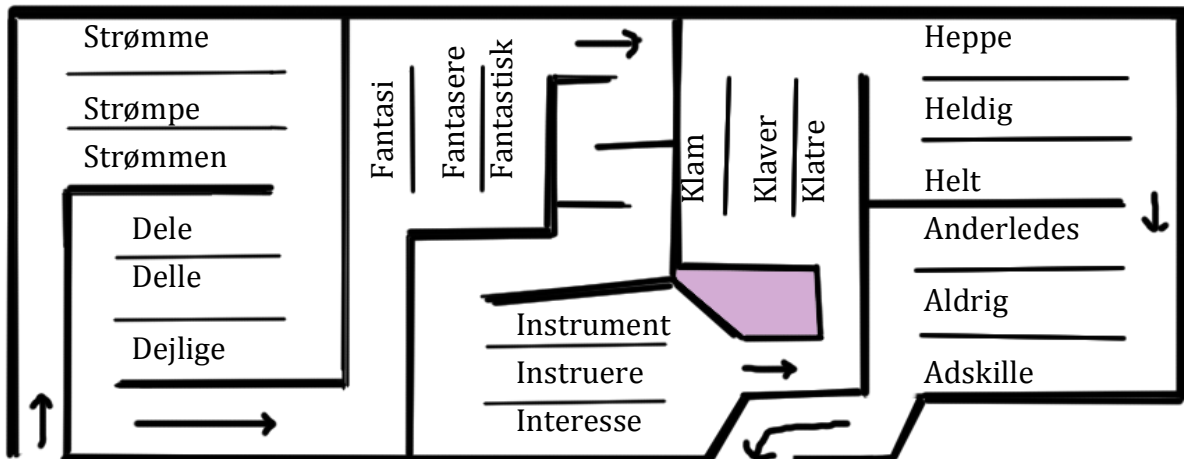 Strømme
Strømpe
Strømmen
Dele
Delle
Dejlige
Fantasi
Fantasere
Fantastisk
Instrument
Instruere
Interesse
Klam
Klaver
Klatre
Heppe
Heldig
Helt
Anderledes
Aldrig
Adskille